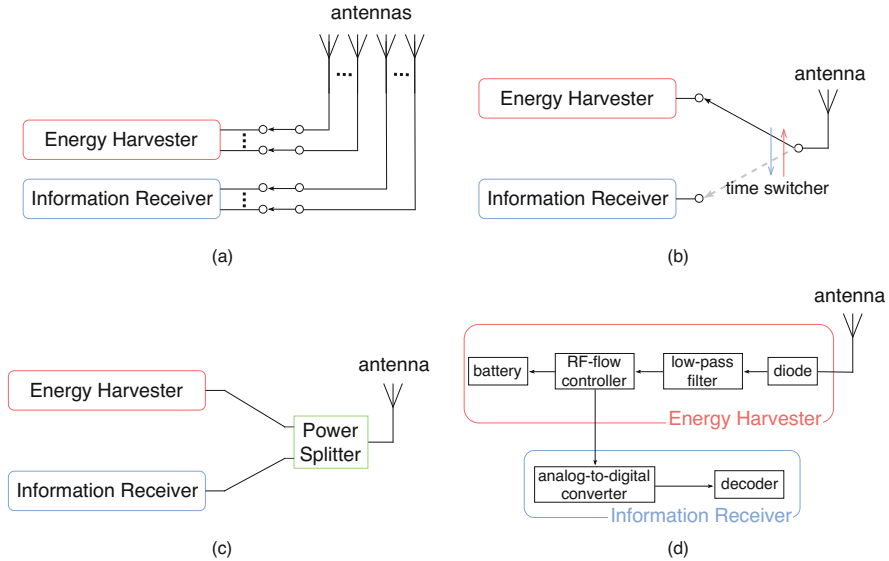 antennas
Energy Harvester
Information Receiver
(a)
antenna
Energy Harvester
Information Receiver
time switcher
(b)
antenna
Energy Harvester
Power
Splitter
Information Receiver
(c)
antenna
battery
RF-flow
controller
low-pass
filter
diode
Energy Harvester
analog-to-digital
converter
decoder
Information Receiver
(d)